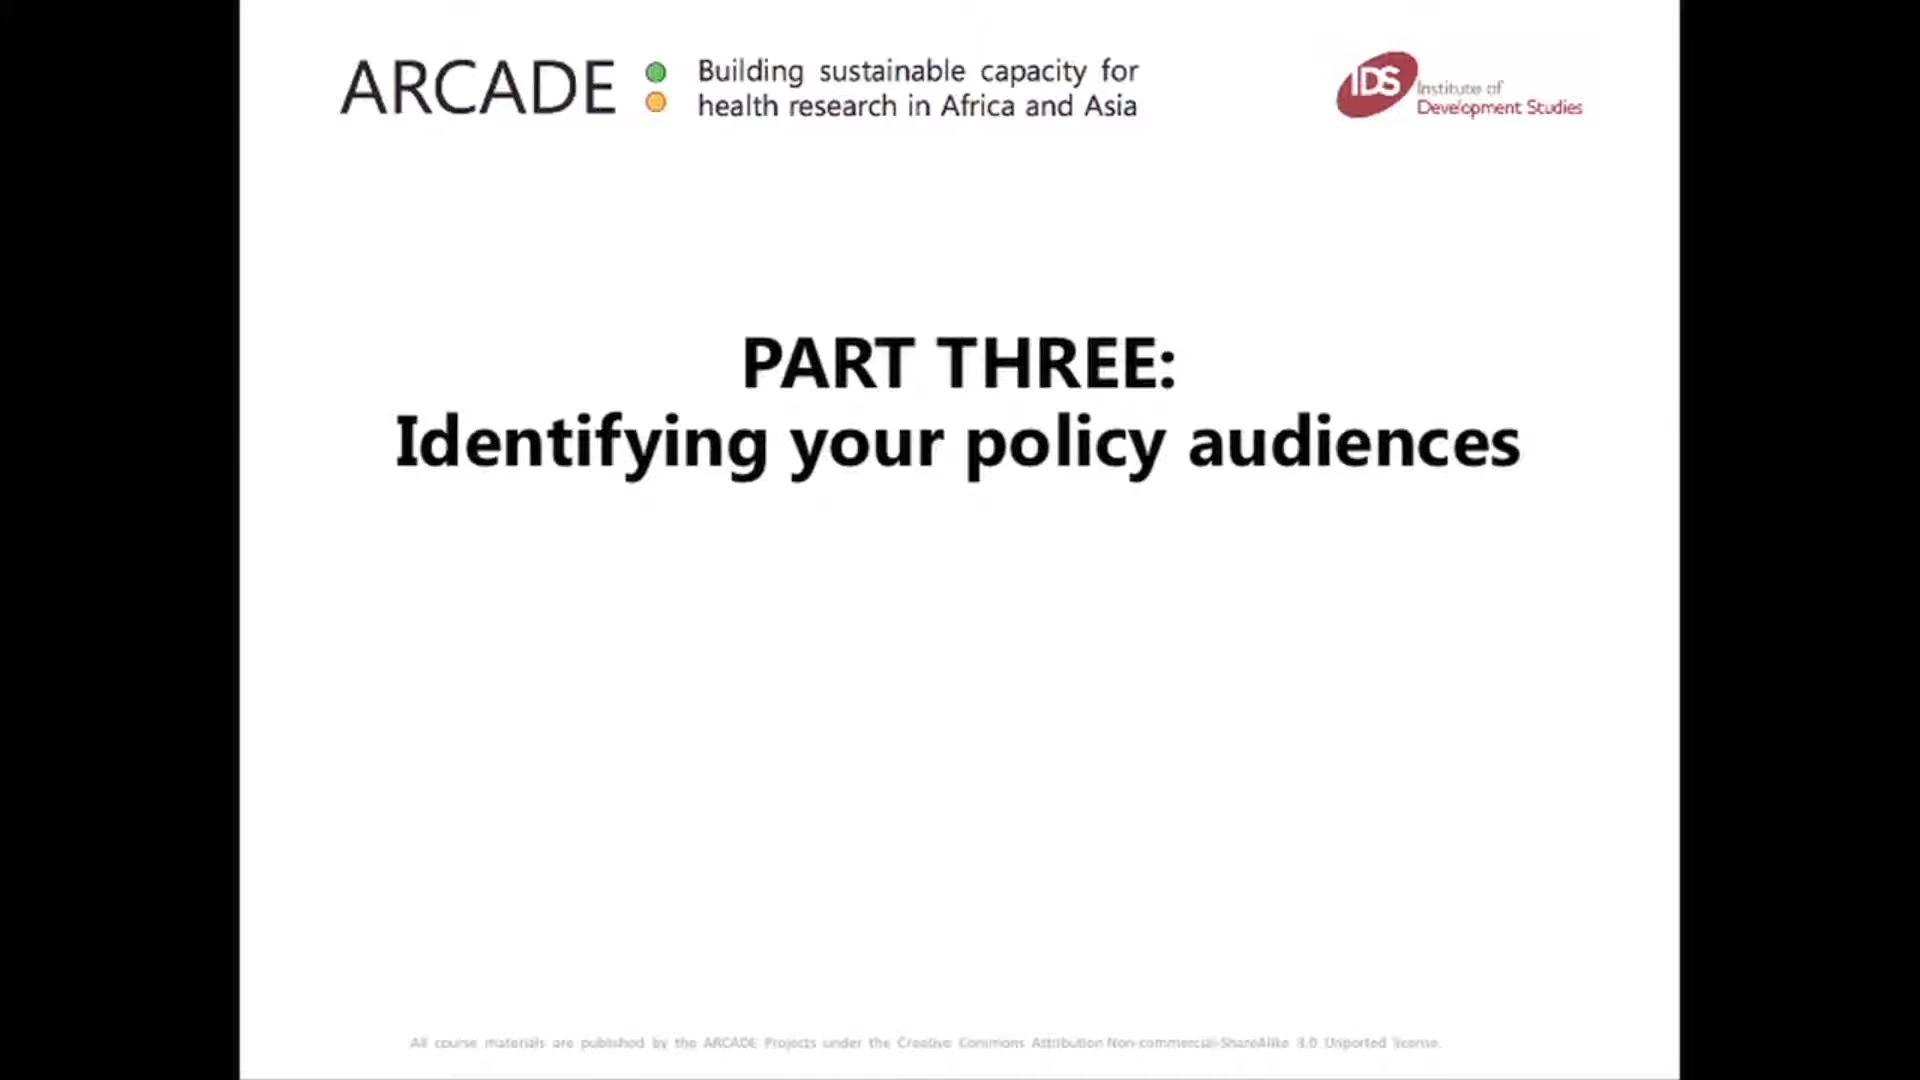 ARCADE
Building sustainable capacity for
health research in Africa and Asia
IDS
Institute of
Development Studies
PART THREE:
Identifying your policy audiences
All course materials are published by the ARCADE Projects under the Creative Commons Attribution Non-commercial-ShareAlike 3.0 Unported license.